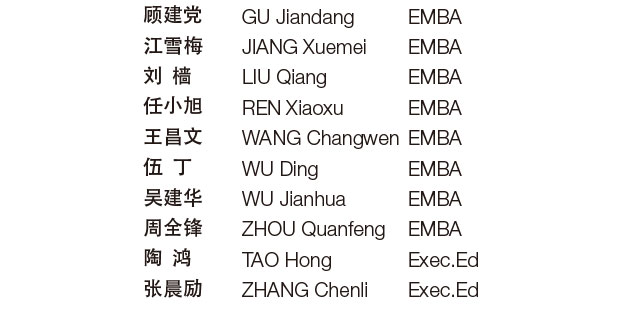 顾建党 GU Jiandang EMBA
江雪梅 JIANG Xuemei EMBA
刘 樯 LIU Qiang EMBA
任小旭 REN Xiaoxu EMBA
王昌文 WANG Changwen EMBA
伍 丁 WU Ding EMBA
吴建华 WU Jianhua EMBA
周全锋 ZHOU Quanfeng EMBA
陶 鸿 TAO Hong Exec.Ed
张晨励 ZHANG Chenli Exec.Ed